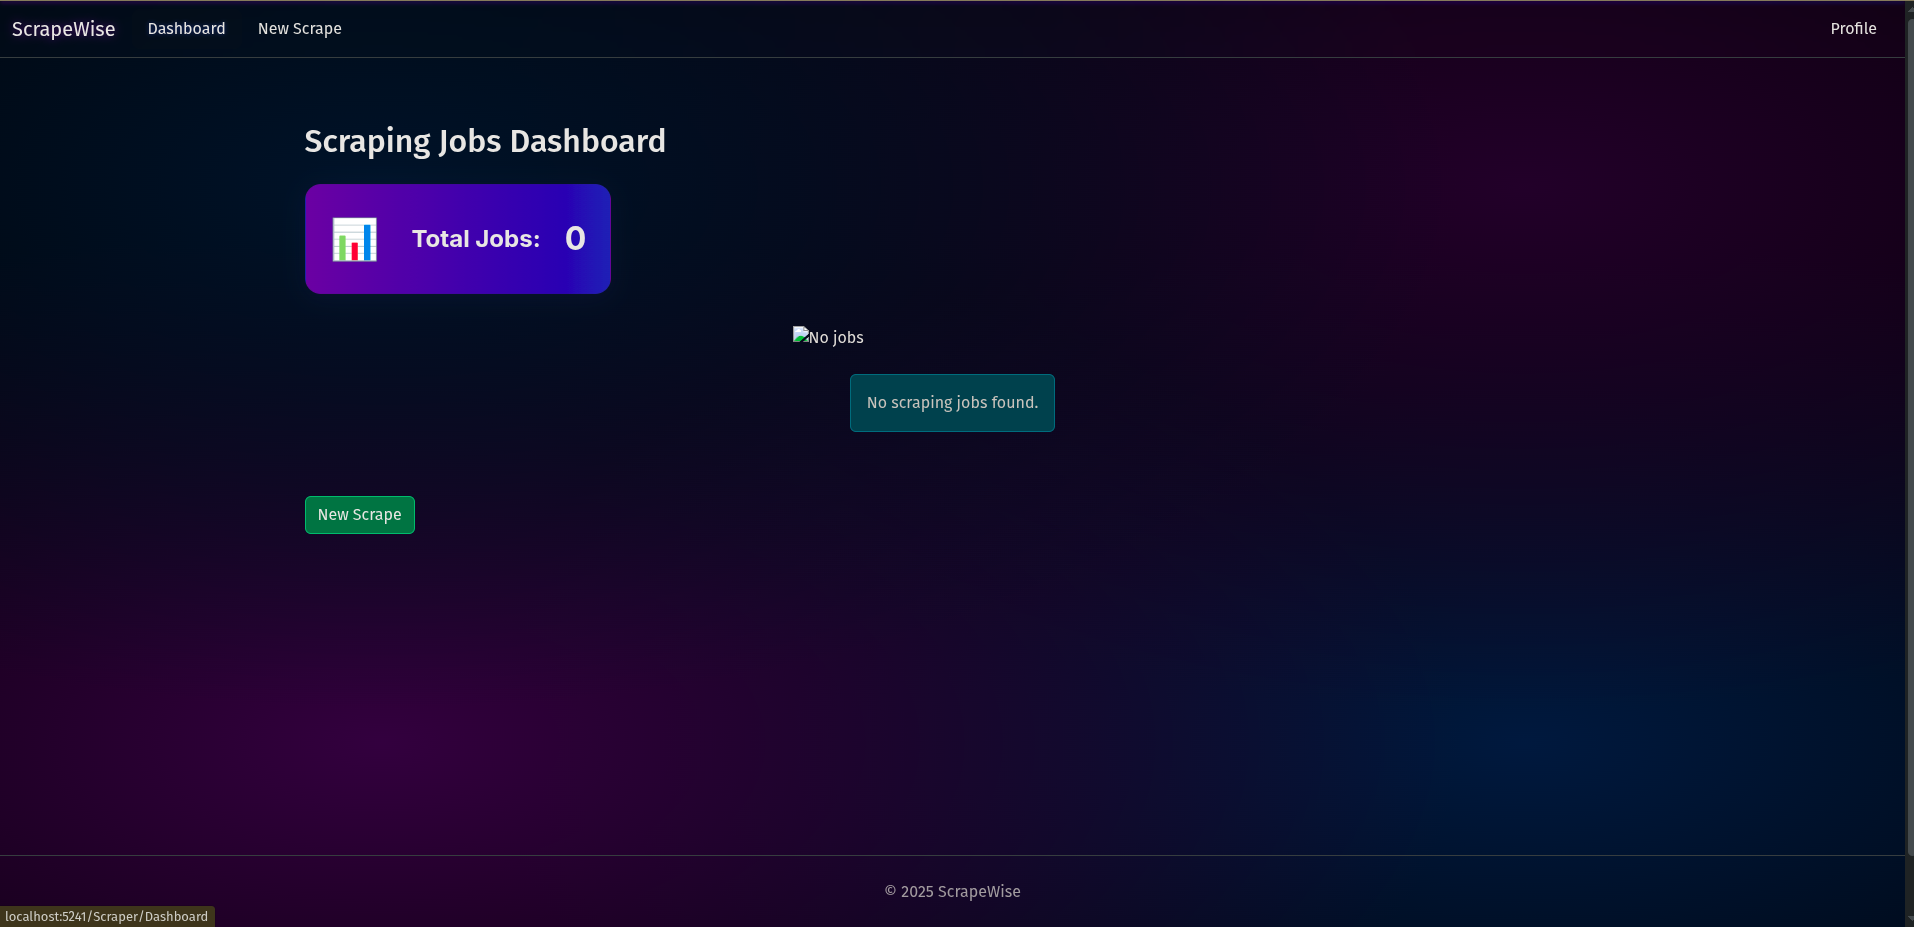 ScrapeWise Dashboard New Scrape Profile
Scraping Jobs Dashboard
Total Jobs: 0
No jobs
No scraping jobs found.
New Scrape
© 2025 ScrapeWise
localhost:5241/Scraper/Dashboard